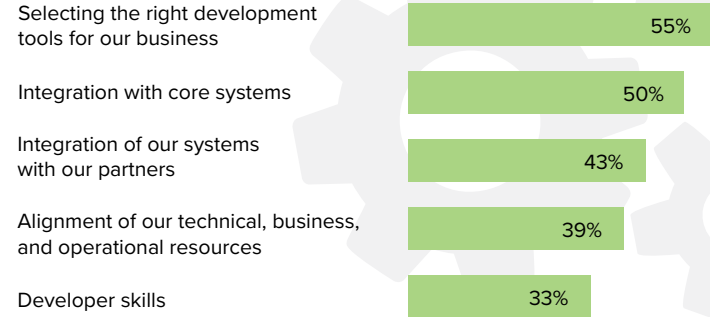 Selecting the right development
tools for our business
55%
Integration with core systems
50%
Integration of our systems
with our partners
43%
Alignment of our technical, business,
and operational resources
39%
Developer skills
33%